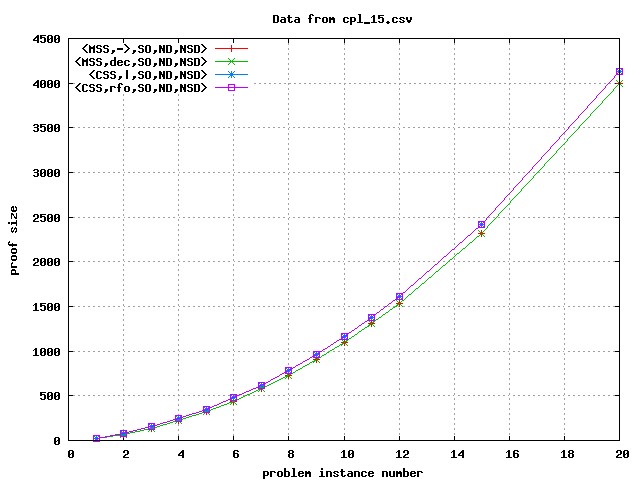 Data from cpl_15.csv
<MSS,->,SO,ND,NSD>
<MSS,dec,SO,ND,NSD>
<CSS,l,SO,ND,NSD>
<CSS,rfo,SO,ND,NSD>
4500
4000
3500
3000
2500
2000
1500
1000
500
0
proof size
0 2 4 6 8 10 12 14 16 18 20
problem instance number